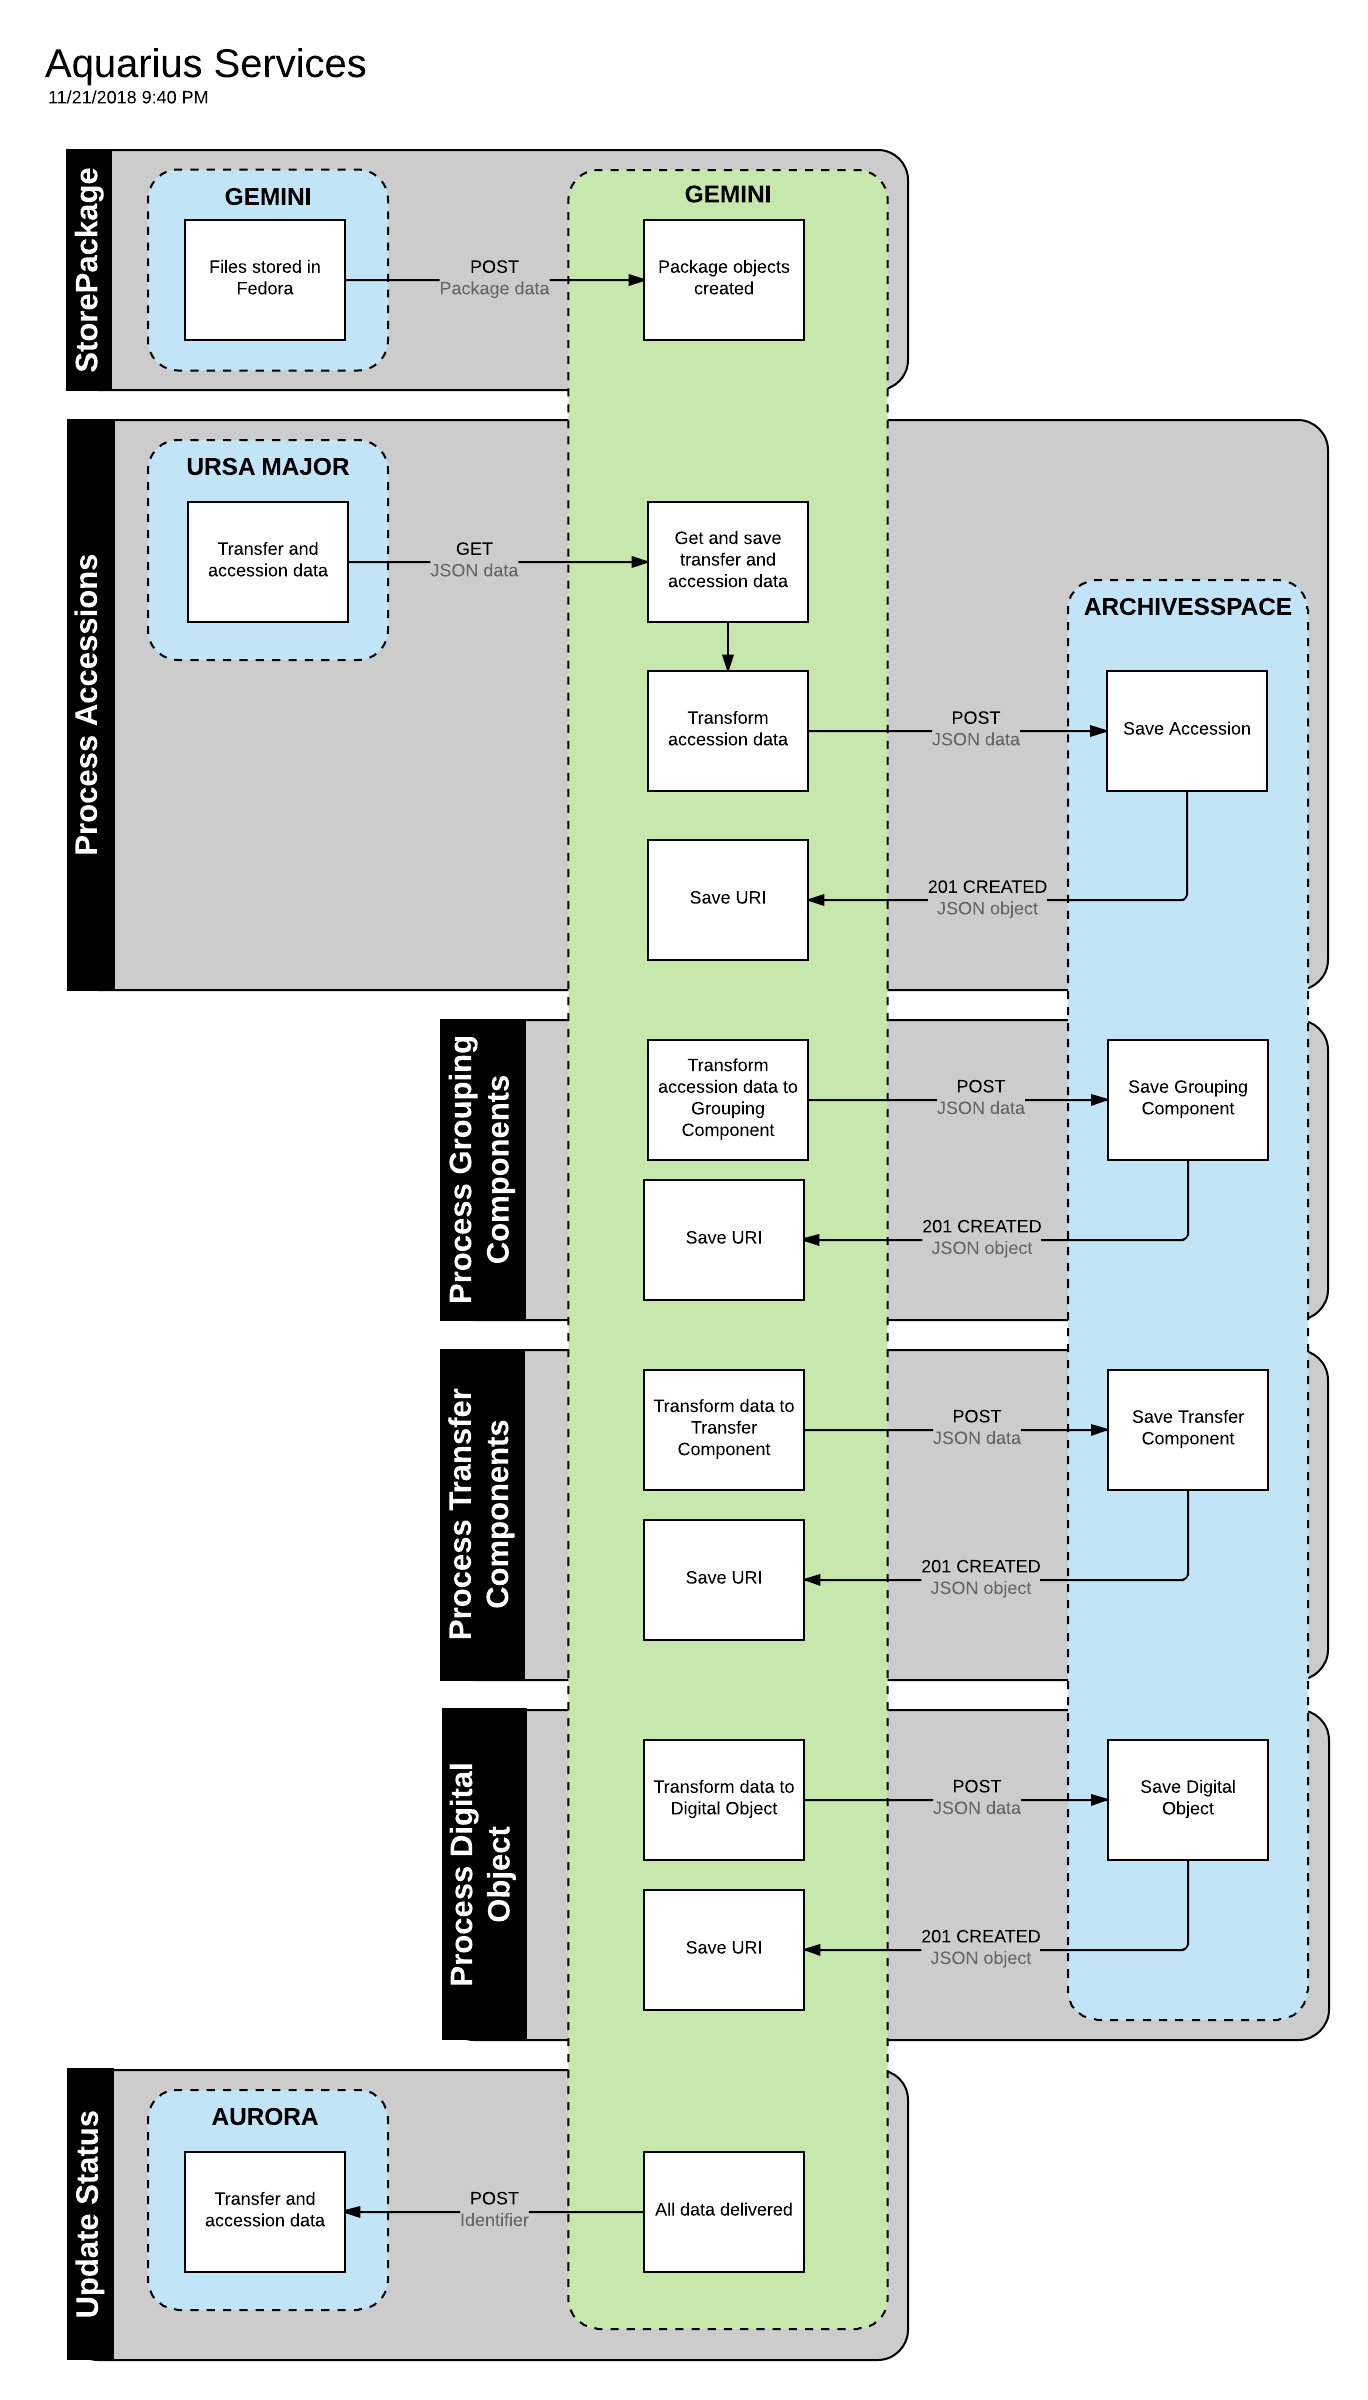 Aquarius Services
11/21/2018 9:40 PM
StorePackage
GEMINI
Files stored in
Fedora
POST
Package data
GEMINI
Package objects
created
Process Accessions
URSA MAJOR
Transfer and
accession data
GET
JSON data
Get and save
transfer and
accession data
Transform
accession data
POST
JSON data
ARCHIVESSPACE
Save Accession
201 CREATED
JSON object
Save URI
Process Grouping
Components
Transform
accession data to
Grouping
Component
POST
JSON data
Save Grouping
Component
201 CREATED
JSON object
Save URI
Process Transfer
Components
Transform data to
Transfer
Component
POST
JSON data
Save Transfer
Component
201 CREATED
JSON object
Save URI
Process Digital
Object
Transform data to
Digital Object
POST
JSON data
Save Digital
Object
201 CREATED
JSON object
Save URI
Update Status
AURORA
Transfer and
accession data
POST
Identifier
All data delivered